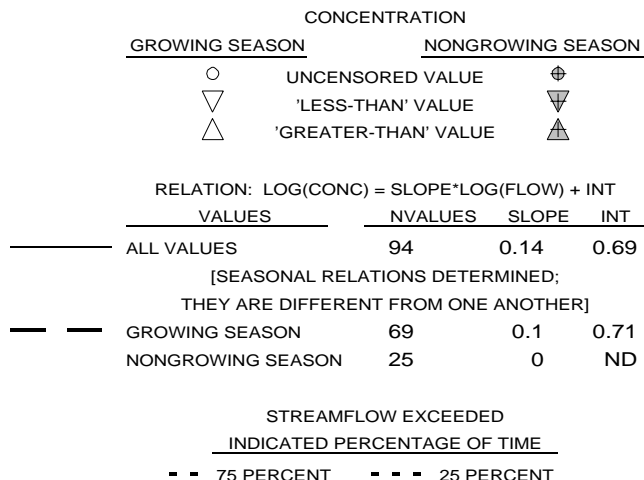 CONCENTRATION
GROWING SEASON NONGROWING SEASON
UNCENSORED VALUE
'LESS-THAN' VALUE
'GREATER-THAN' VALUE
RELATION: LOG(CONC) = SLOPE*LOG(FLOW) + INT
VALUES NVALUES SLOPE INT
ALL VALUES 94 0.14 0.69
[SEASONAL RELATIONS DETERMINED;
THEY ARE DIFFERENT FROM ONE ANOTHER]
GROWING SEASON 69 0.1 0.71
NONGROWING SEASON 25 0 ND
STREAMFLOW EXCEEDED
INDICATED PERCENTAGE OF TIME
75 PERCENT 25 PERCENT